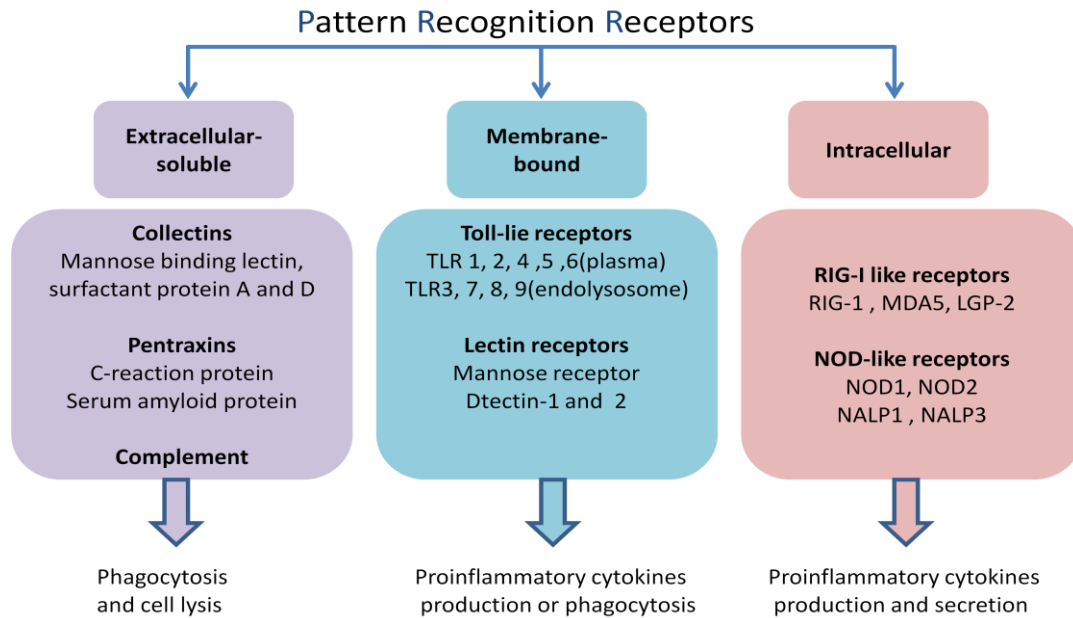 Pattern Recognition Receptors
Extracellular-
soluble
Collectins
Mannose binding lectin,
surfactant protein A and D
Pentraxins
C-reaction protein
Serum amyloid protein
Complement
Phagocytosis
and cell lysis
Membrane-
bound
Toll-lie receptors
TLR 1, 2, 4 ,5 ,6(plasma)
TLR3, 7, 8, 9(endolysosome)
Lectin receptors
Mannose receptor
Dtectin-1 and 2
Proinflammatory cytokines
production or phagocytosis
Intracellular
RIG-I like receptors
RIG-1 , MDA5, LGP-2
NOD-like receptors
NOD1, NOD2
NALP1 , NALP3
Proinflammatory cytokines
production and secretion